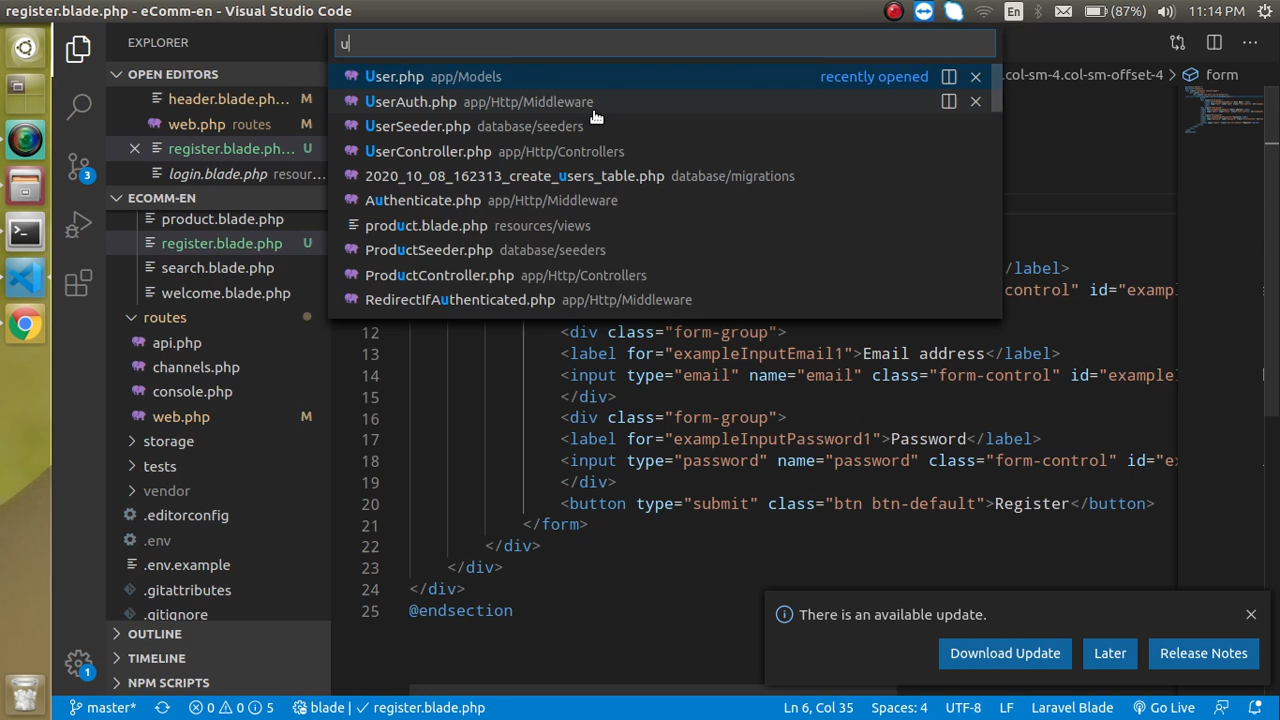 register.blade.php - eComm-en - Visual Studio Code
En
(87%)
11:14 PM
EXPLORER
OPEN EDITORS
header.blade.ph... M
web.php routes M
register.blade.ph... U
login.blade.php resour...
ECOMM-EN
product.blade.php
register.blade.php U
search.blade.php
welcome.blade.php
routes
api.php
channels.php
console.php
web.php M
storage
tests
vendor
.editorconfig
.env
.env.example
.gitattributes
.gitignore
OUTLINE
TIMELINE
NPM SCRIPTS
3
1
u
User.php app/Models recently opened
UserAuth.php app/Http/Middleware
UserSeeder.php database/seeders
UserController.php app/Http/Controllers
2020_10_08_162313_create_users_table.php database/migrations
Authenticate.php app/Http/Middleware
product.blade.php resources/views
ProductSeeder.php database/seeders
ProductController.php app/Http/Controllers
RedirectIfAuthenticated.php app/Http/Middleware
.col-sm-4.col-sm-offset-4 > form
</label>
om-control" id="examp
12 <div class="form-group">
13 <label for="exampleInputEmail1">Email address</label>
14 <input type="email" name="email" class="form-control" id="example
15 </div>
16 <div class="form-group">
17 <label for="exampleInputPassword1">Password</label>
18 <input type="password" name="password" class="form-control" id="ex
19 </div>
20 <button type="submit" class="btn btn-default">Register</button>
21 </form>
22 </div>
23 </div>
24 </div>
25 @endsection
There is an available update.
Download Update
Later
Release Notes
master*
0 0 5
blade
register.blade.php
Ln 6, Col 35
Spaces: 4
UTF-8
LF
Laravel Blade
Go Live